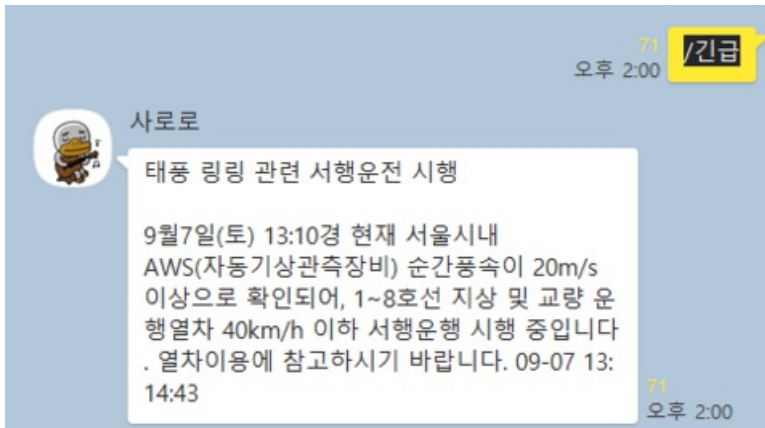 71
오후 2:00
/긴급
사로로
태풍 링링 관련 서행운전 시행
9월7일(토) 13:10경 현재 서울시내
AWS(자동기상관측장비) 순간풍속이 20m/s
이상으로 확인되어, 1~8호선 지상 및 교량 운
행열차 40km/h 이하 서행운행 시행 중입니다
. 열차이용에 참고하시기 바랍니다. 09-07 13:
14:43
71
오후 2:00